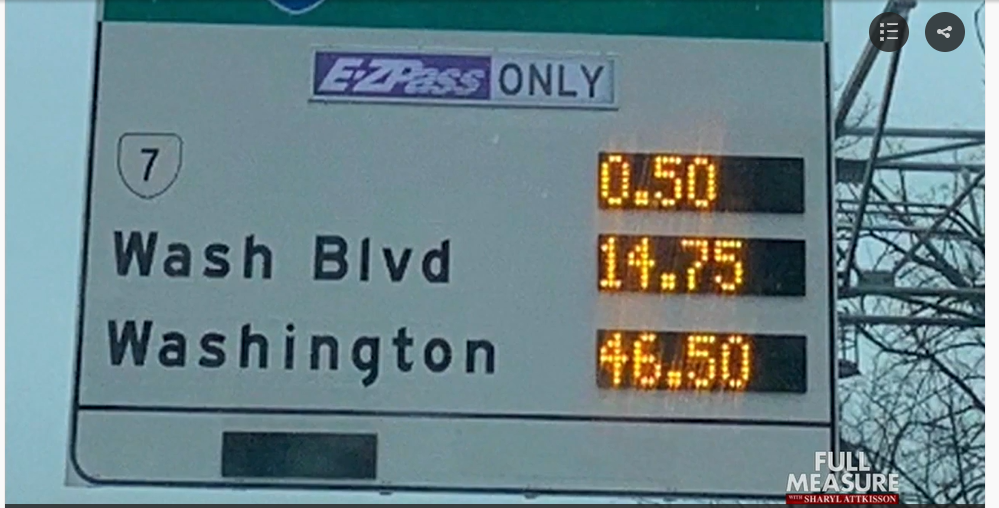 E-ZPass ONLY
7 0.50
Wash Blvd 14.75
Washington 46.50
FULL
MEASURE
WITH SHARYL ATTKISSON